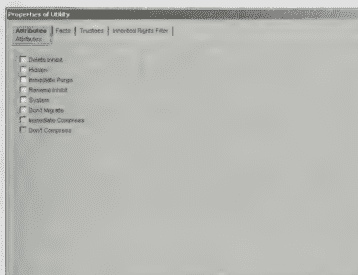 Properties of Utility
Attributes Facts Trustees Inherited Rights Filter
Attributes
Delete Inhibit
Hidden
Immediate Purge
Rename Inhibit
System
Don't Migrate
Immediate Compress
Don't Compress